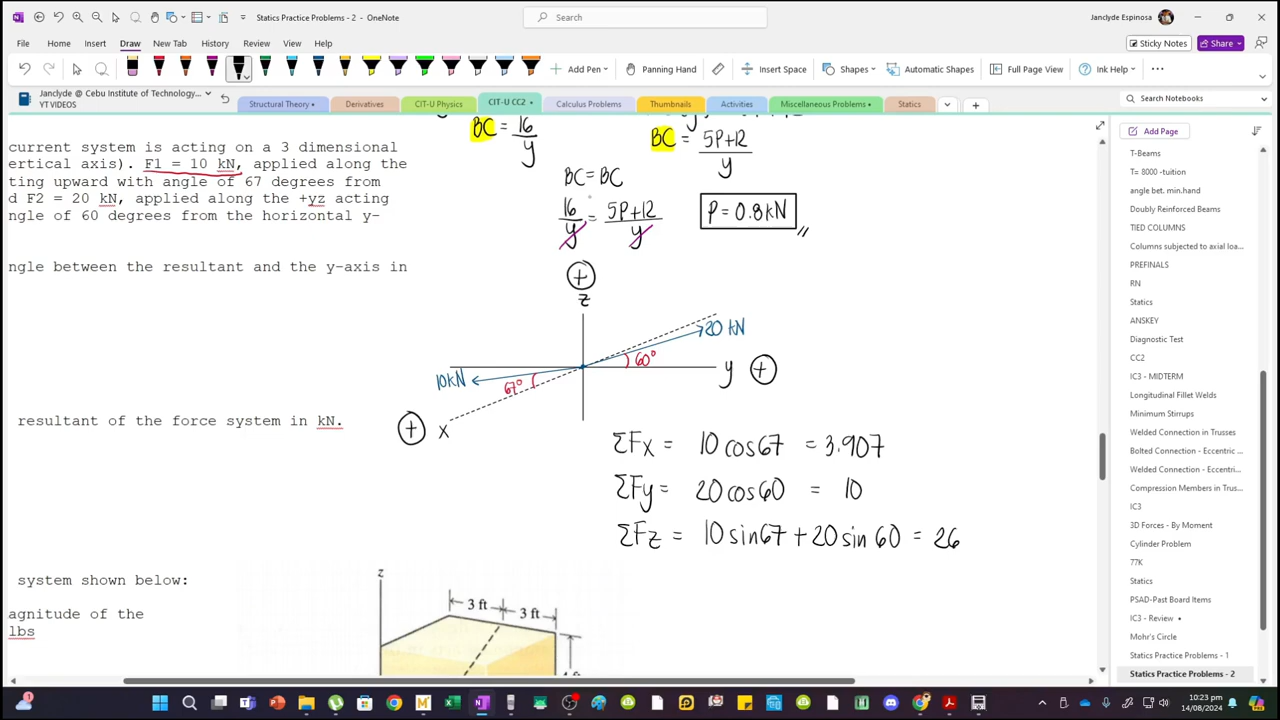 Statics Practice Problems - 2 - OneNote
Search
Janclyde Espinosa
File Home Insert Draw New Tab History Review View Help
Sticky Notes Share
Add Pen Panning Hand Insert Space Shapes Automatic Shapes Full Page View Ink Help
Janclyde @ Cebu Institute of Technology...
YT VIDEOS
Structural Theory Derivatives CIT-U Physics CIT-U CC2 Calculus Problems Thumbnails Activities Miscellaneous Problems Statics
Search Notebooks
BC = 16/y
BC = 5P+12/y
current system is acting on a 3 dimensional
ertical axis). F1 = 10 kN, applied along the
ting upward with angle of 67 degrees from
d F2 = 20 kN, applied along the +yz acting
ngle of 60 degrees from the horizontal y-
BC = BC
16/y = 5P+12/y
P = 0.8 kN
ngle between the resultant and the y-axis in
+
z
20 kN
60°
y +
10 kN
67°
+ x
resultant of the force system in kN.
ΣFx = 10 cos67 = 3.907
ΣFy = 20 cos60 = 10
ΣFz = 10 sin67 + 20 sin 60 = 26
system shown below:
agnitude of the
lbs
z
3 ft 3 ft
Add Page
T-Beams
T= 8000 -tuition
angle bet. min.hand
Doubly Reinforced Beams
TIED COLUMNS
Columns subjected to axial loa...
PREFINALS
RN
Statics
ANSKEY
Diagnostic Test
CC2
IC3 - MIDTERM
Longitudinal Fillet Welds
Minimum Stirrups
Welded Connection in Trusses
Bolted Connection - Eccentric ...
Welded Connection - Eccentri...
Compression Members in Trus...
IC3
3D Forces - By Moment
Cylinder Problem
77K
Statics
PSAD-Past Board Items
IC3 - Review
Mohr's Circle
Statics Practice Problems - 1
Statics Practice Problems - 2
1
10:23 pm
14/08/2024